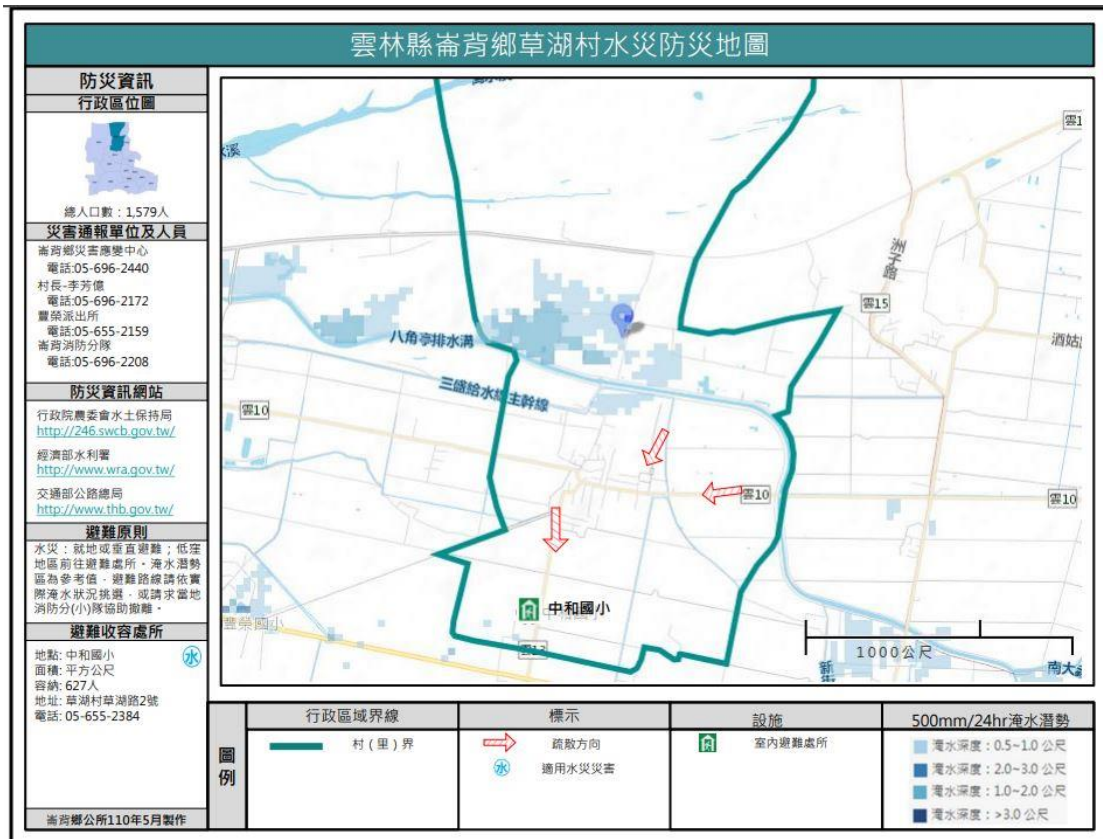 雲林縣崙背鄉草湖村水災防災地圖
防災資訊
行政區位圖
總人口數：1,579人
災害通報單位及人員
崙背鄉災害應變中心
電話:05-696-2440
村長-李芳億
電話:05-696-2172
豐榮派出所
電話:05-655-2159
崙背消防分隊
電話:05-696-2208
防災資訊網站
行政院農委會水土保持局
http://246.swcb.gov.tw/
經濟部水利署
http://www.wra.gov.tw/
交通部公路總局
http://www.thb.gov.tw/
避難原則
水災：就地或垂直避難；低窪
地區前往避難處所。淹水潛勢
區為參考值，避難路線請依實
際淹水狀況挑選，或請求當地
消防分(小)隊協助撤離。
避難收容處所
地點: 中和國小
水
面積: 平方公尺
容納: 627人
地址: 草湖村草湖路2號
電話: 05-655-2384
崙背鄉公所110年5月製作
雲1
水溪
洲子路
雲15
八角亭排水溝
三盛給水線主幹線
雲10
雲10
雲10
中和國小
豐榮國小
1000公尺
南大
圖例
行政區域界線
村（里）界
標示
疏散方向
水
適用水災災害
設施
室內避難處所
500mm/24hr淹水潛勢
淹水深度：0.5~1.0 公尺
淹水深度：2.0~3.0 公尺
淹水深度：1.0~2.0 公尺
淹水深度：>3.0 公尺